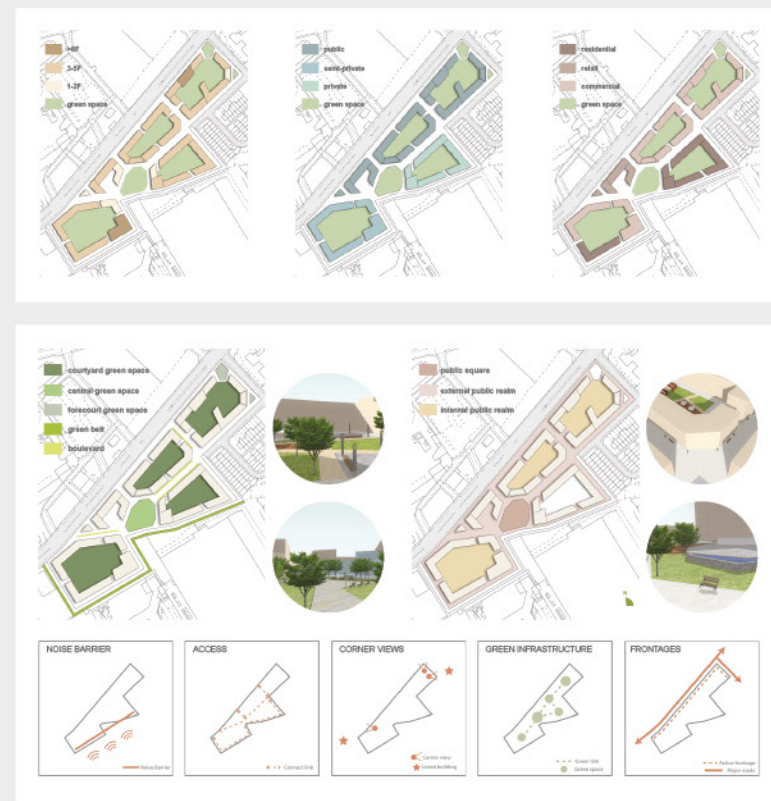 >6F
3-5F
1-2F
green space
public
semi-private
private
green space
residential
retail
commercial
green space
courtyard green space
central green space
forecourt green space
green belt
boulevard
public square
external public realm
internal public realm
N
NOISE BARRIER
Noise Barrier
ACCESS
Connect link
CORNER VIEWS
Corner view
Listed building
GREEN INFRASTRUCTURE
Green link
Green space
FRONTAGES
Active frontage
Major roads